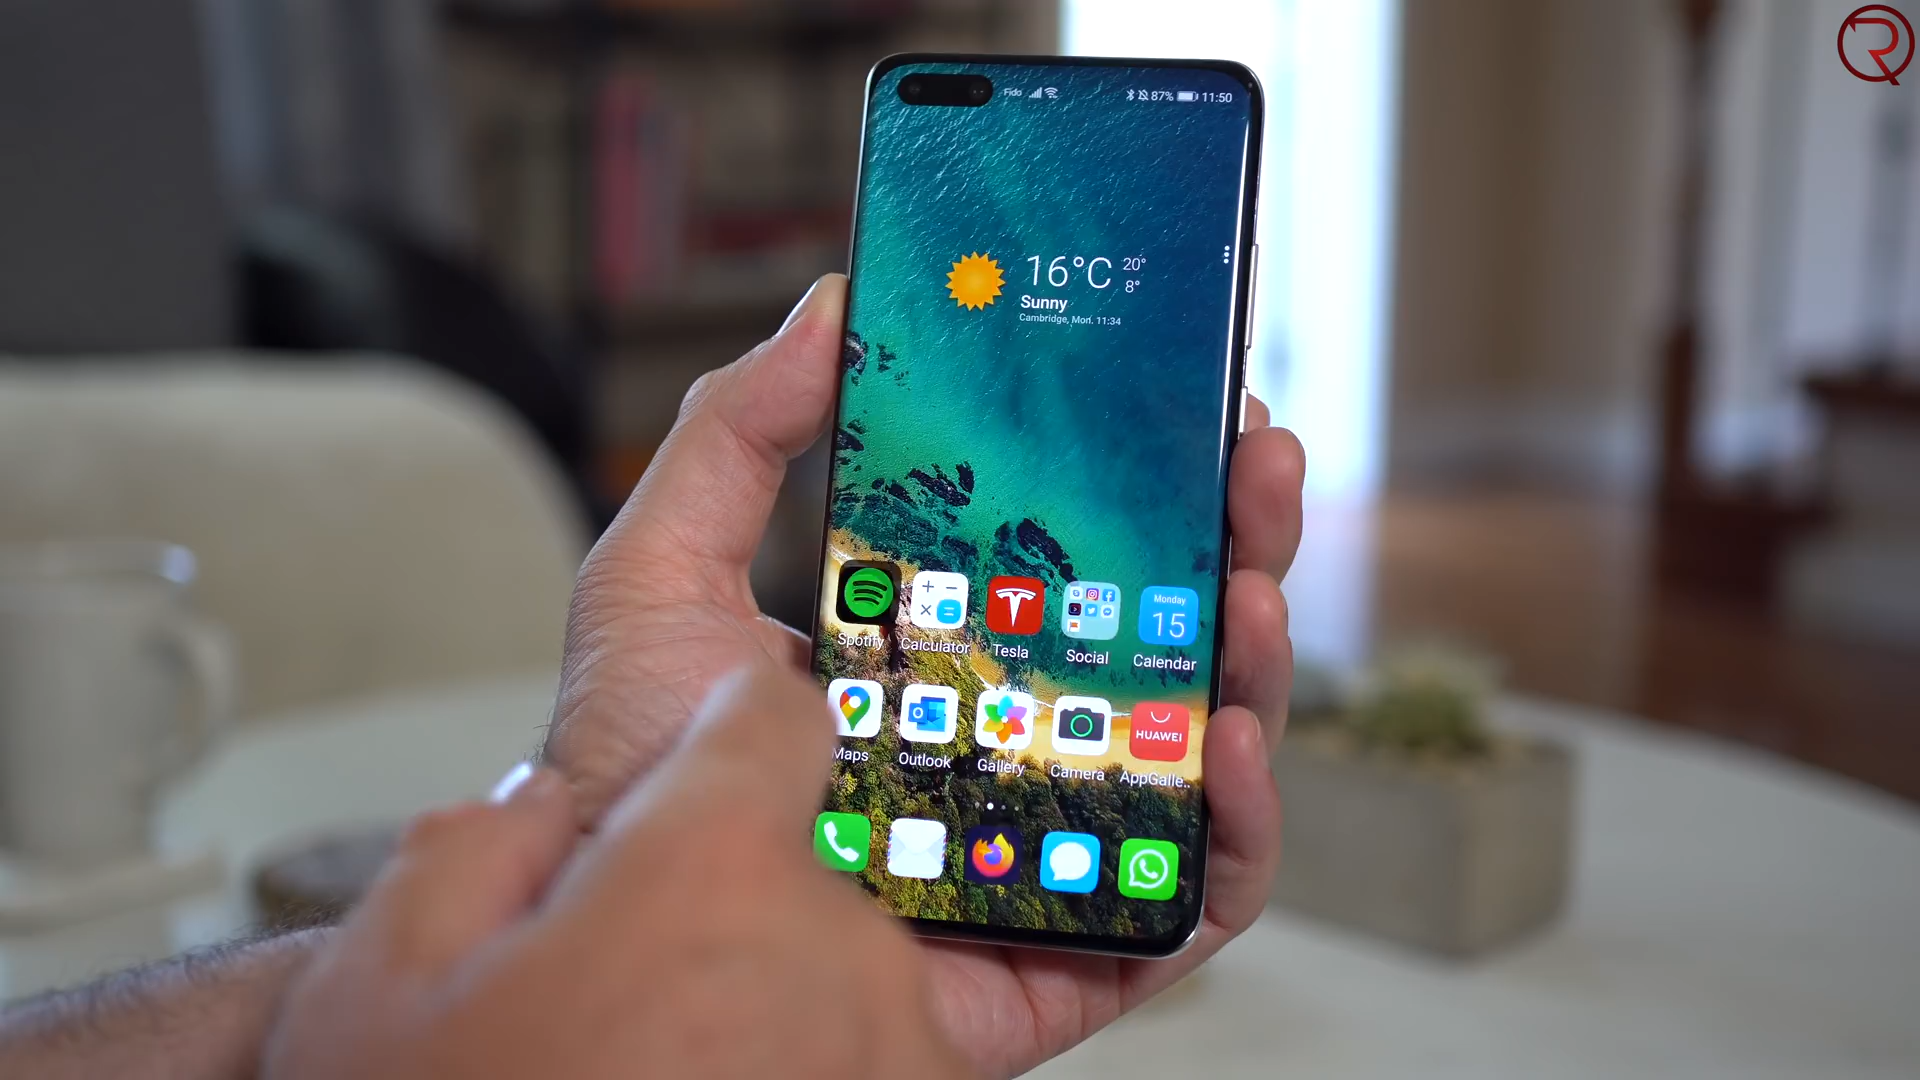 Fido 87% 11:50
16°C 20°
8°
Sunny
Cambridge, Mon. 11:34
Monday
15
Spotify Calculator Tesla Social Calendar
HUAWEI
Maps Outlook Gallery Camera AppGalle..
R